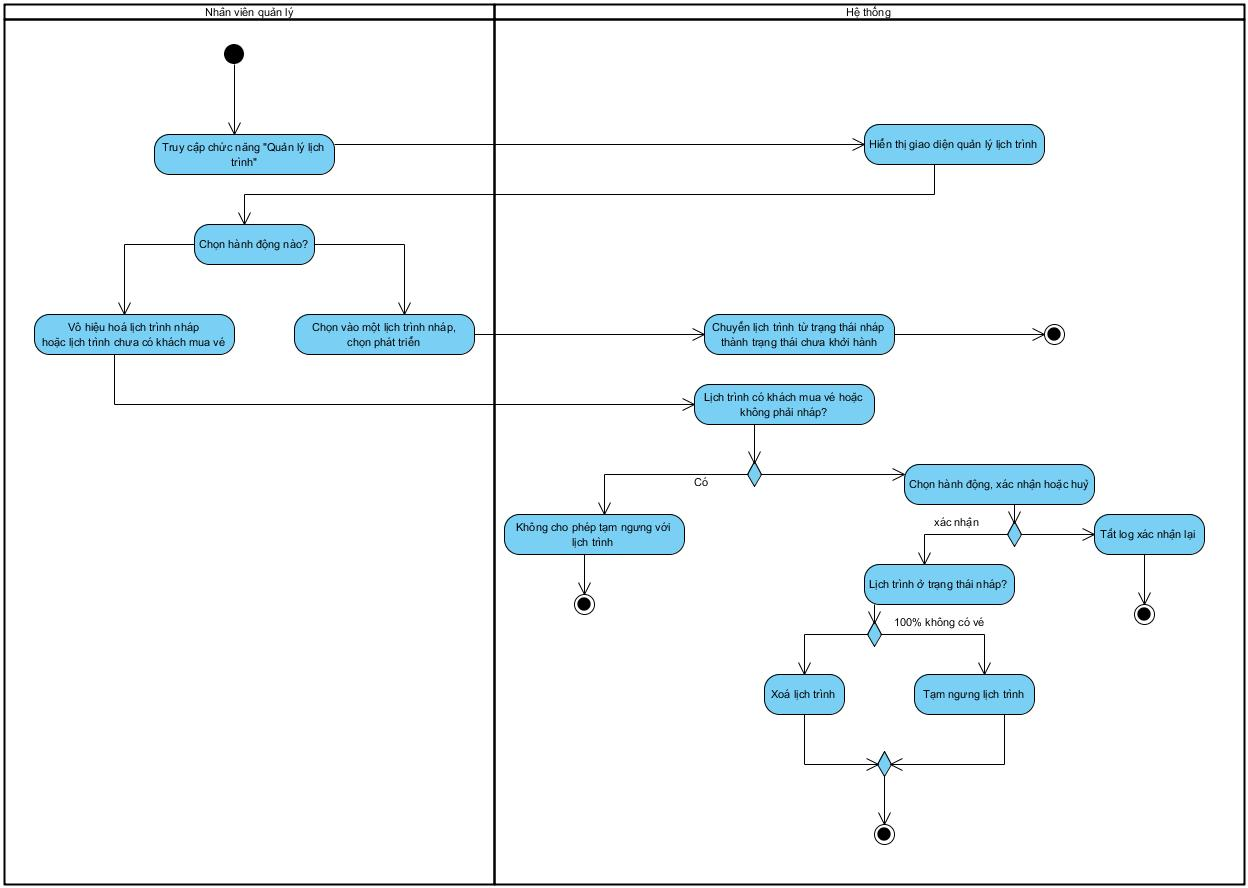 Nhân viên quản lý
Hệ thống
Truy cập chức năng "Quản lý lịch
trình"
Hiển thị giao diện quản lý lịch trình
Chọn hành động nào?
Vô hiệu hoá lịch trình nháp
hoặc lịch trình chưa có khách mua vé
Chọn vào một lịch trình nháp,
chọn phát triển
Chuyển lịch trình từ trạng thái nháp
thành trạng thái chưa khởi hành
Lịch trình có khách mua vé hoặc
không phải nháp?
Có
Chọn hành động, xác nhận hoặc huỷ
Không cho phép tạm ngưng với
lịch trình
xác nhận
Tắt log xác nhận lại
Lịch trình ở trạng thái nháp?
100% không có vé
Xoá lịch trình
Tạm ngưng lịch trình